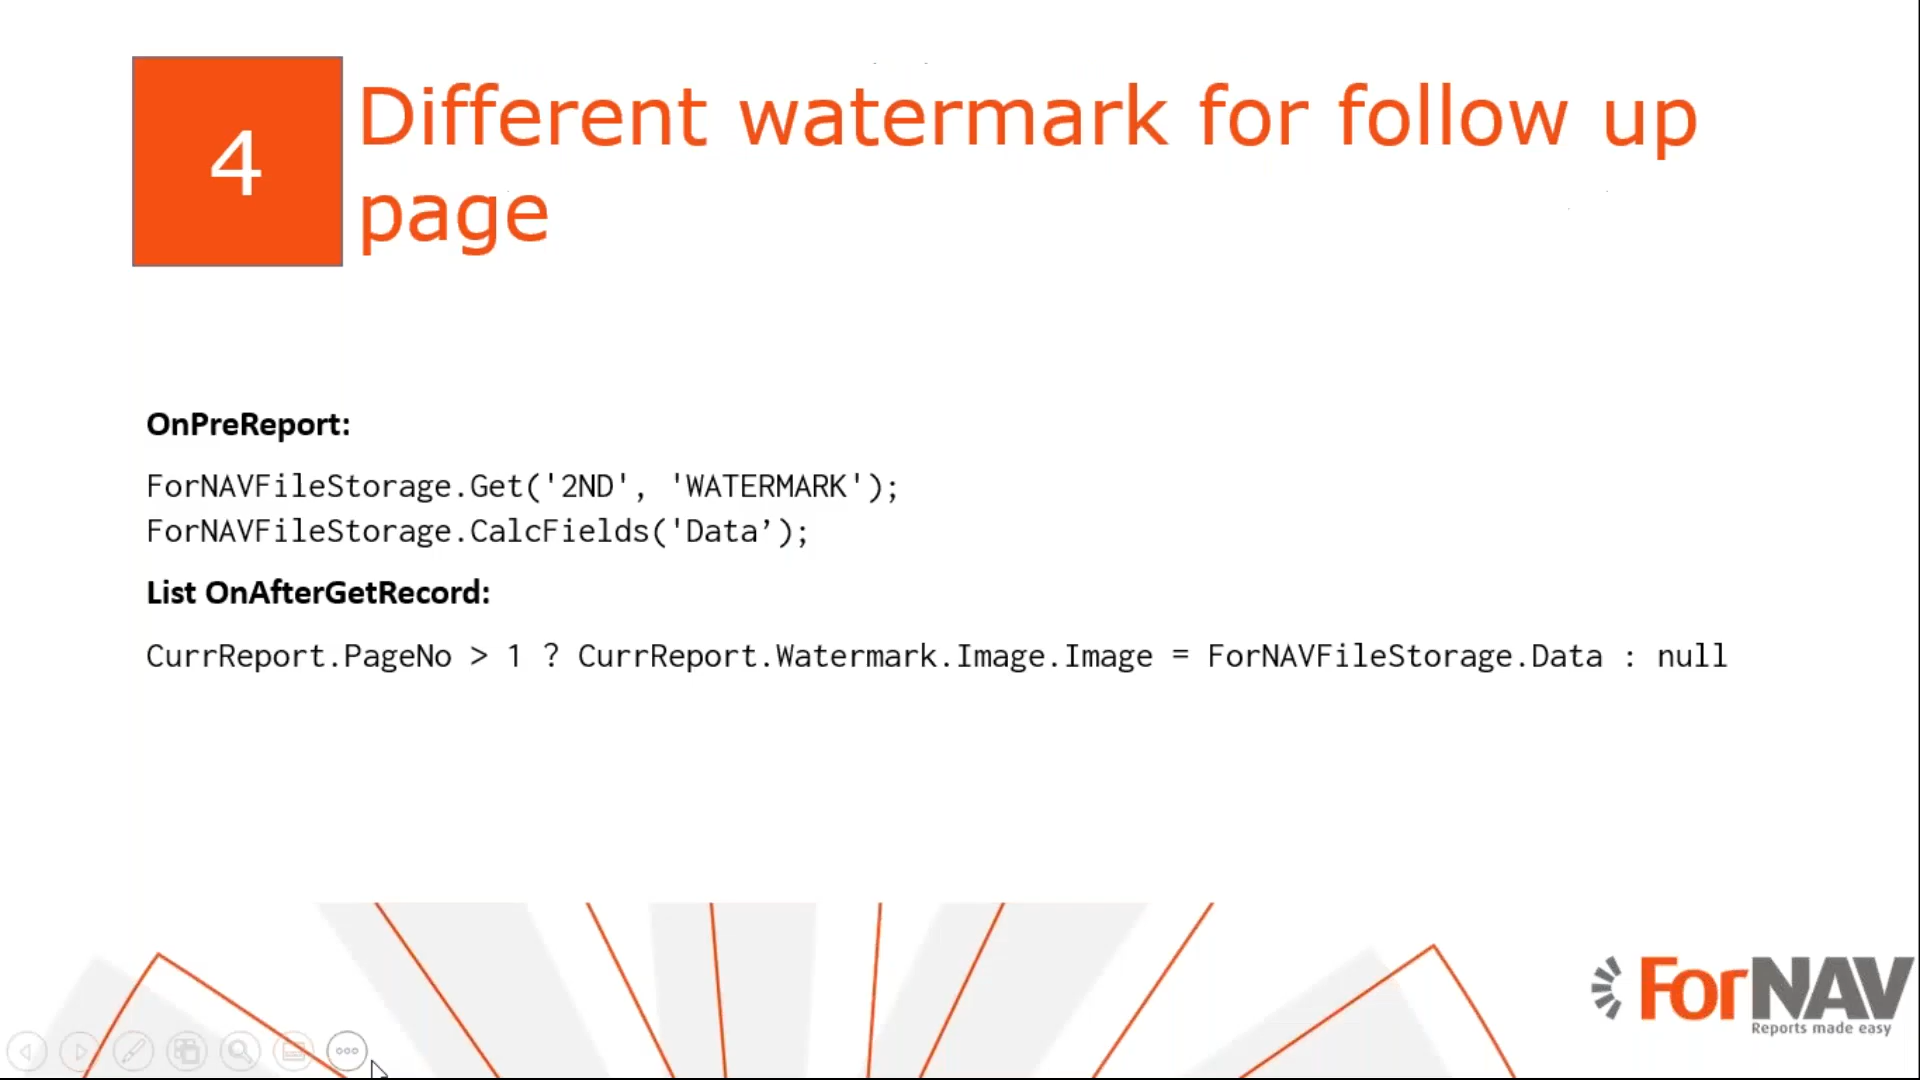 4
Different watermark for follow up
page
OnPreReport:
ForNAVFileStorage.Get('2ND', 'WATERMARK');
ForNAVFileStorage.CalcFields('Data’);
List OnAfterGetRecord:
CurrReport.PageNo > 1 ? CurrReport.Watermark.Image.Image = ForNAVFileStorage.Data : null
ForNAV
Reports made easy